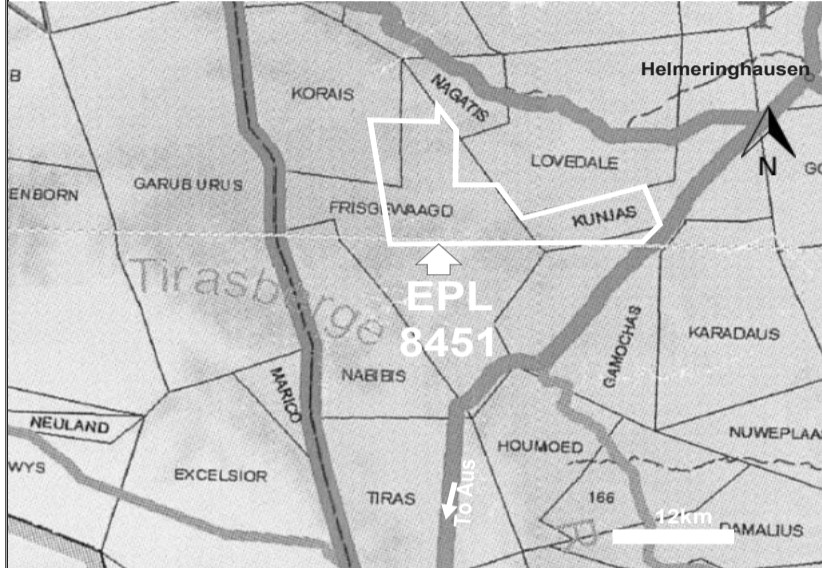 KORAIS
NAGATIS
Helmeringhausen
B
N
LOVEDALE
GARUB URUS
ENBORN
FRISGEWAAGD
KUNJAS
GO
Tirasberge
EPL
8451
GAMOCHAS
KARADAUS
NABIBIS
MARICO
NEULAND
HOUMOED
NUWEPLAA
WYS
EXCELSIOR
TIRAS
To Aus
166
12km
DAMALIUS